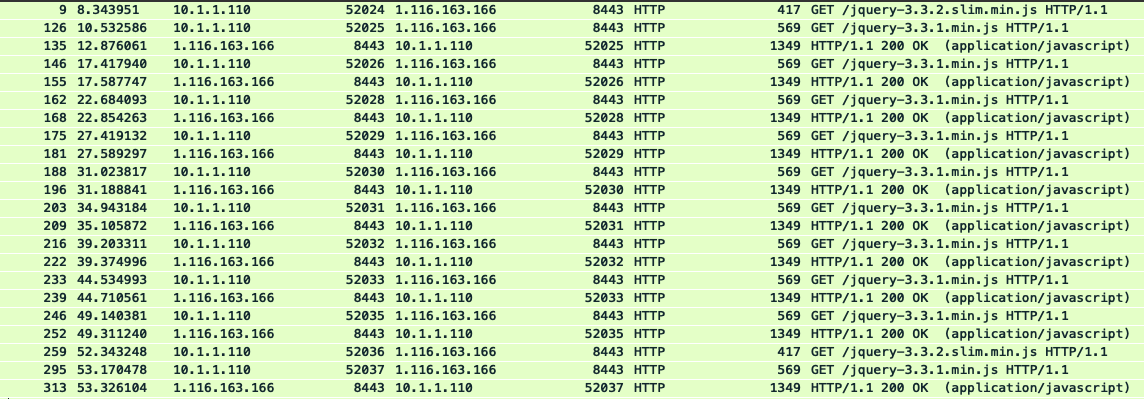 9 8.343951 10.1.1.110 52024 1.116.163.166 8443 HTTP 417 GET /jquery-3.3.2.slim.min.js HTTP/1.1
126 10.532586 10.1.1.110 52025 1.116.163.166 8443 HTTP 569 GET /jquery-3.3.1.min.js HTTP/1.1
135 12.876061 1.116.163.166 8443 10.1.1.110 52025 HTTP 1349 HTTP/1.1 200 OK (application/javascript)
146 17.417940 10.1.1.110 52026 1.116.163.166 8443 HTTP 569 GET /jquery-3.3.1.min.js HTTP/1.1
155 17.587747 1.116.163.166 8443 10.1.1.110 52026 HTTP 1349 HTTP/1.1 200 OK (application/javascript)
162 22.684093 10.1.1.110 52028 1.116.163.166 8443 HTTP 569 GET /jquery-3.3.1.min.js HTTP/1.1
168 22.854263 1.116.163.166 8443 10.1.1.110 52028 HTTP 1349 HTTP/1.1 200 OK (application/javascript)
175 27.419132 10.1.1.110 52029 1.116.163.166 8443 HTTP 569 GET /jquery-3.3.1.min.js HTTP/1.1
181 27.589297 1.116.163.166 8443 10.1.1.110 52029 HTTP 1349 HTTP/1.1 200 OK (application/javascript)
188 31.023817 10.1.1.110 52030 1.116.163.166 8443 HTTP 569 GET /jquery-3.3.1.min.js HTTP/1.1
196 31.188841 1.116.163.166 8443 10.1.1.110 52030 HTTP 1349 HTTP/1.1 200 OK (application/javascript)
203 34.943184 10.1.1.110 52031 1.116.163.166 8443 HTTP 569 GET /jquery-3.3.1.min.js HTTP/1.1
209 35.105872 1.116.163.166 8443 10.1.1.110 52031 HTTP 1349 HTTP/1.1 200 OK (application/javascript)
216 39.203311 10.1.1.110 52032 1.116.163.166 8443 HTTP 569 GET /jquery-3.3.1.min.js HTTP/1.1
222 39.374996 1.116.163.166 8443 10.1.1.110 52032 HTTP 1349 HTTP/1.1 200 OK (application/javascript)
233 44.534993 10.1.1.110 52033 1.116.163.166 8443 HTTP 569 GET /jquery-3.3.1.min.js HTTP/1.1
239 44.710561 1.116.163.166 8443 10.1.1.110 52033 HTTP 1349 HTTP/1.1 200 OK (application/javascript)
246 49.140381 10.1.1.110 52035 1.116.163.166 8443 HTTP 569 GET /jquery-3.3.1.min.js HTTP/1.1
252 49.311240 1.116.163.166 8443 10.1.1.110 52035 HTTP 1349 HTTP/1.1 200 OK (application/javascript)
259 52.343248 10.1.1.110 52036 1.116.163.166 8443 HTTP 417 GET /jquery-3.3.2.slim.min.js HTTP/1.1
295 53.170478 10.1.1.110 52037 1.116.163.166 8443 HTTP 569 GET /jquery-3.3.1.min.js HTTP/1.1
313 53.326104 1.116.163.166 8443 10.1.1.110 52037 HTTP 1349 HTTP/1.1 200 OK (application/javascript)